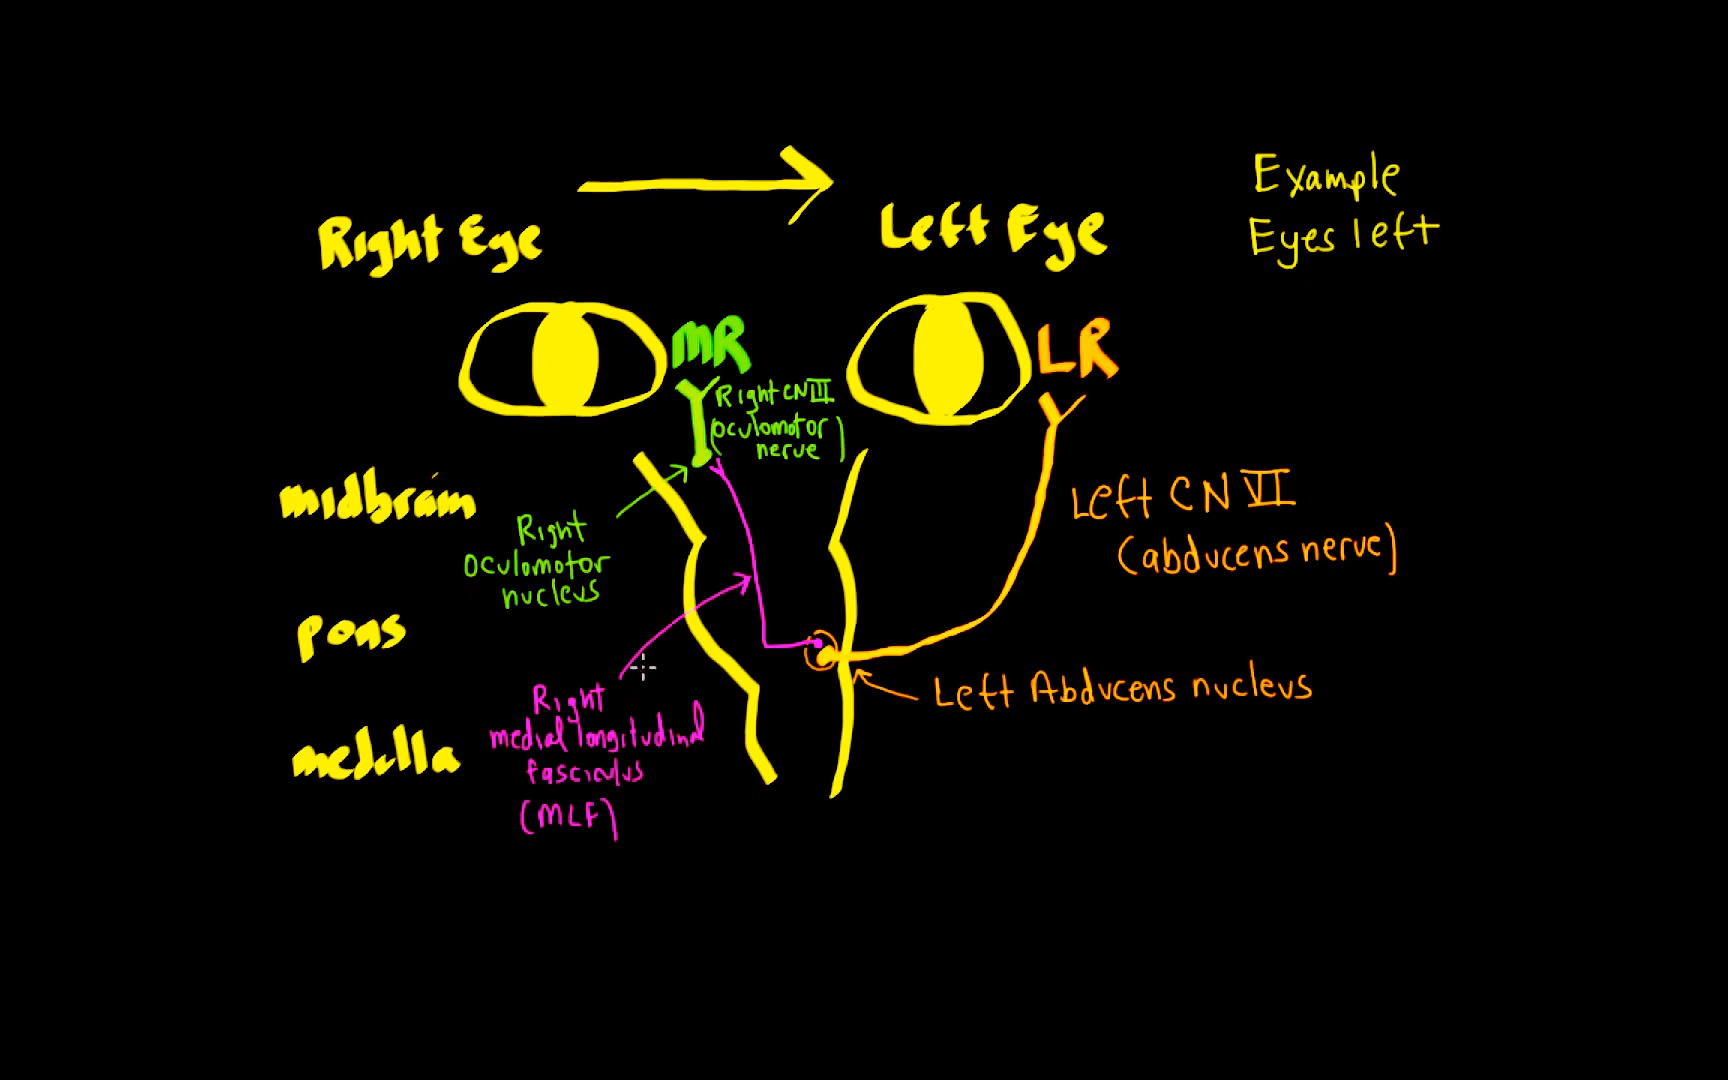 Example
Eyes left
Right Eye
Left Eye
MR
LR
Right CN III
(oculomotor
nerve)
midbrain
Right
oculomotor
nucleus
Left CN VI
(abducens nerve)
pons
Left Abducens nucleus
Right
medial longitudinal
fasciculus
(MLF)
medulla